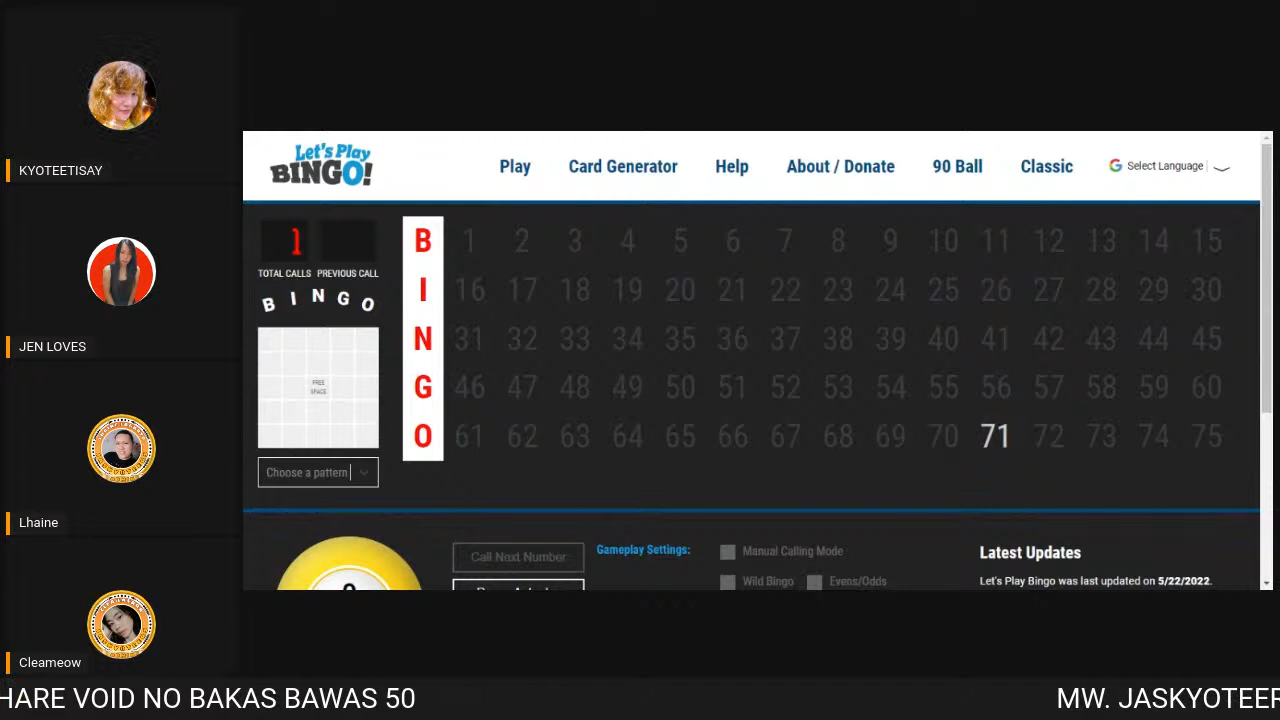 KYOTEETISAY
JEN LOVES
Lhaine
Cleameow
Let's Play
BINGO!
Play Card Generator Help About / Donate 90 Ball Classic Select Language
1
TOTAL CALLS PREVIOUS CALL
B I N G O
FREE
SPACE
Choose a pattern
B 1 2 3 4 5 6 7 8 9 10 11 12 13 14 15
I 16 17 18 19 20 21 22 23 24 25 26 27 28 29 30
N 31 32 33 34 35 36 37 38 39 40 41 42 43 44 45
G 46 47 48 49 50 51 52 53 54 55 56 57 58 59 60
O 61 62 63 64 65 66 67 68 69 70 71 72 73 74 75
Call Next Number
Gameplay Settings:
Manual Calling Mode
Wild Bingo Evens/Odds
Latest Updates
Let's Play Bingo was last updated on 5/22/2022.
HARE VOID NO BAKAS BAWAS 50 MW. JASKYOTEEP